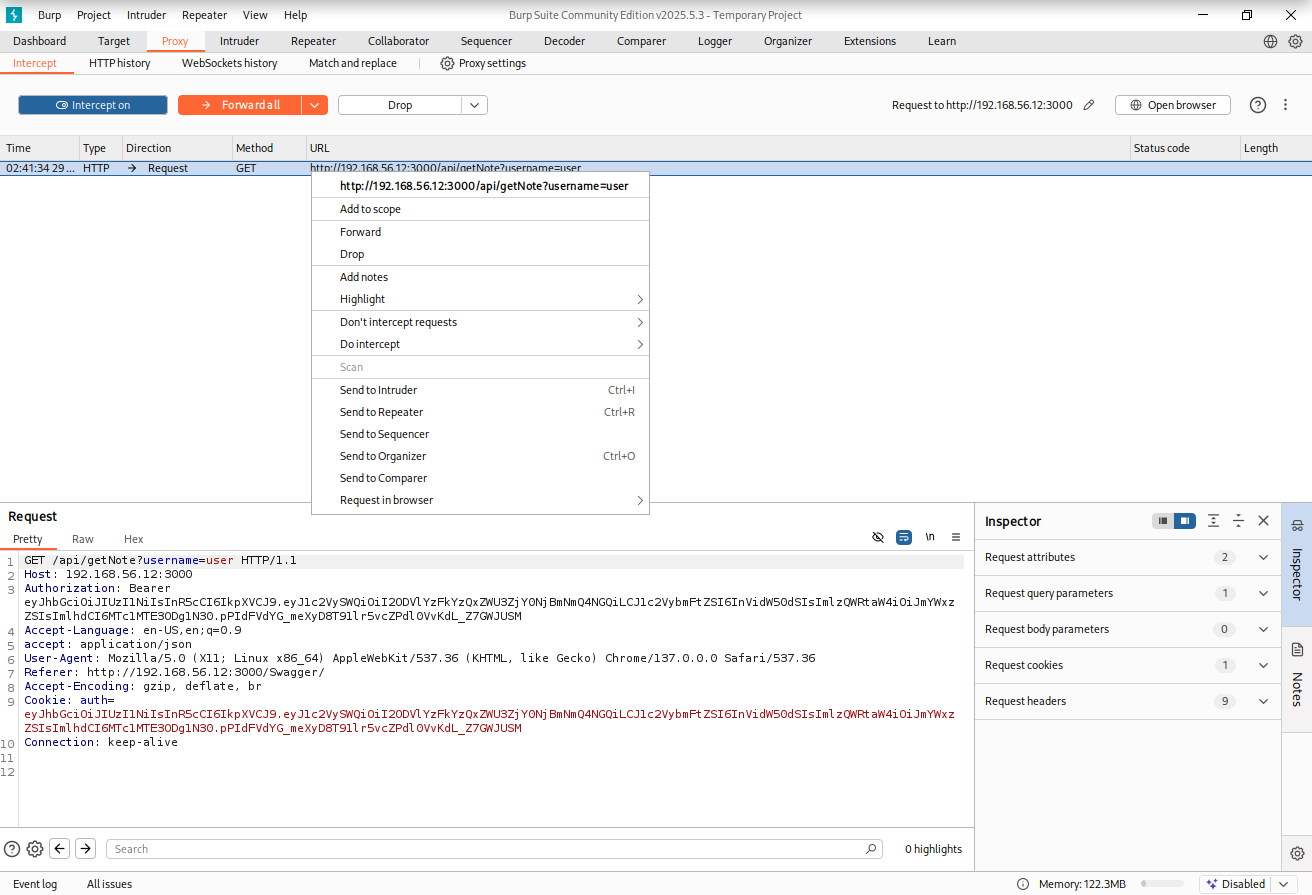 Burp Project Intruder Repeater View Help Burp Suite Community Edition v2025.5.3 - Temporary Project
Dashboard Target Proxy Intruder Repeater Collaborator Sequencer Decoder Comparer Logger Organizer Extensions Learn
Intercept HTTP history WebSockets history Match and replace Proxy settings
Intercept on Forward all Drop Request to http://192.168.56.12:3000 Open browser
Time Type Direction Method URL Status code Length
02:41:34 29 ... HTTP Request GET http://192.168.56.12:3000/api/getNote?username=user
http://192.168.56.12:3000/api/getNote?username=user
Add to scope
Forward
Drop
Add notes
Highlight
Don't intercept requests
Do intercept
Scan
Send to Intruder Ctrl+I
Send to Repeater Ctrl+R
Send to Sequencer
Send to Organizer Ctrl+O
Send to Comparer
Request in browser
Request
Pretty Raw Hex \n
1 GET /api/getNote?username=user HTTP/1.1
2 Host: 192.168.56.12:3000
3 Authorization: Bearer
eyJhbGciOiJIUzI1NiIsInR5cCI6IkpXVCJ9.eyJ1c2VySWQiOiI2ODVlYzFkYzQxZWU3ZjY0NjBmNmQ4NGQiLCJ1c2VybmFtZSI6InVidW50dSIsImlzQWRtaW4iOiJmYWxz
ZSIsImlhdCI6MTc1MTE3ODg1N30.pPIdFVdYG_meXyD8T91lr5vcZPdl0VvKdL_Z7GWJUSM
4 Accept-Language: en-US,en;q=0.9
5 accept: application/json
6 User-Agent: Mozilla/5.0 (X11; Linux x86_64) AppleWebKit/537.36 (KHTML, like Gecko) Chrome/137.0.0.0 Safari/537.36
7 Referer: http://192.168.56.12:3000/Swagger/
8 Accept-Encoding: gzip, deflate, br
9 Cookie: auth=
eyJhbGciOiJIUzI1NiIsInR5cCI6IkpXVCJ9.eyJ1c2VySWQiOiI2ODVlYzFkYzQxZWU3ZjY0NjBmNmQ4NGQiLCJ1c2VybmFtZSI6InVidW50dSIsImlzQWRtaW4iOiJmYWxz
ZSIsImlhdCI6MTc1MTE3ODg1N30.pPIdFVdYG_meXyD8T91lr5vcZPdl0VvKdL_Z7GWJUSM
10 Connection: keep-alive
11
12
Search 0 highlights
Inspector
Request attributes 2
Request query parameters 1
Request body parameters 0
Request cookies 1
Request headers 9
Inspector
Notes
Event log All issues Memory: 122.3MB Disabled